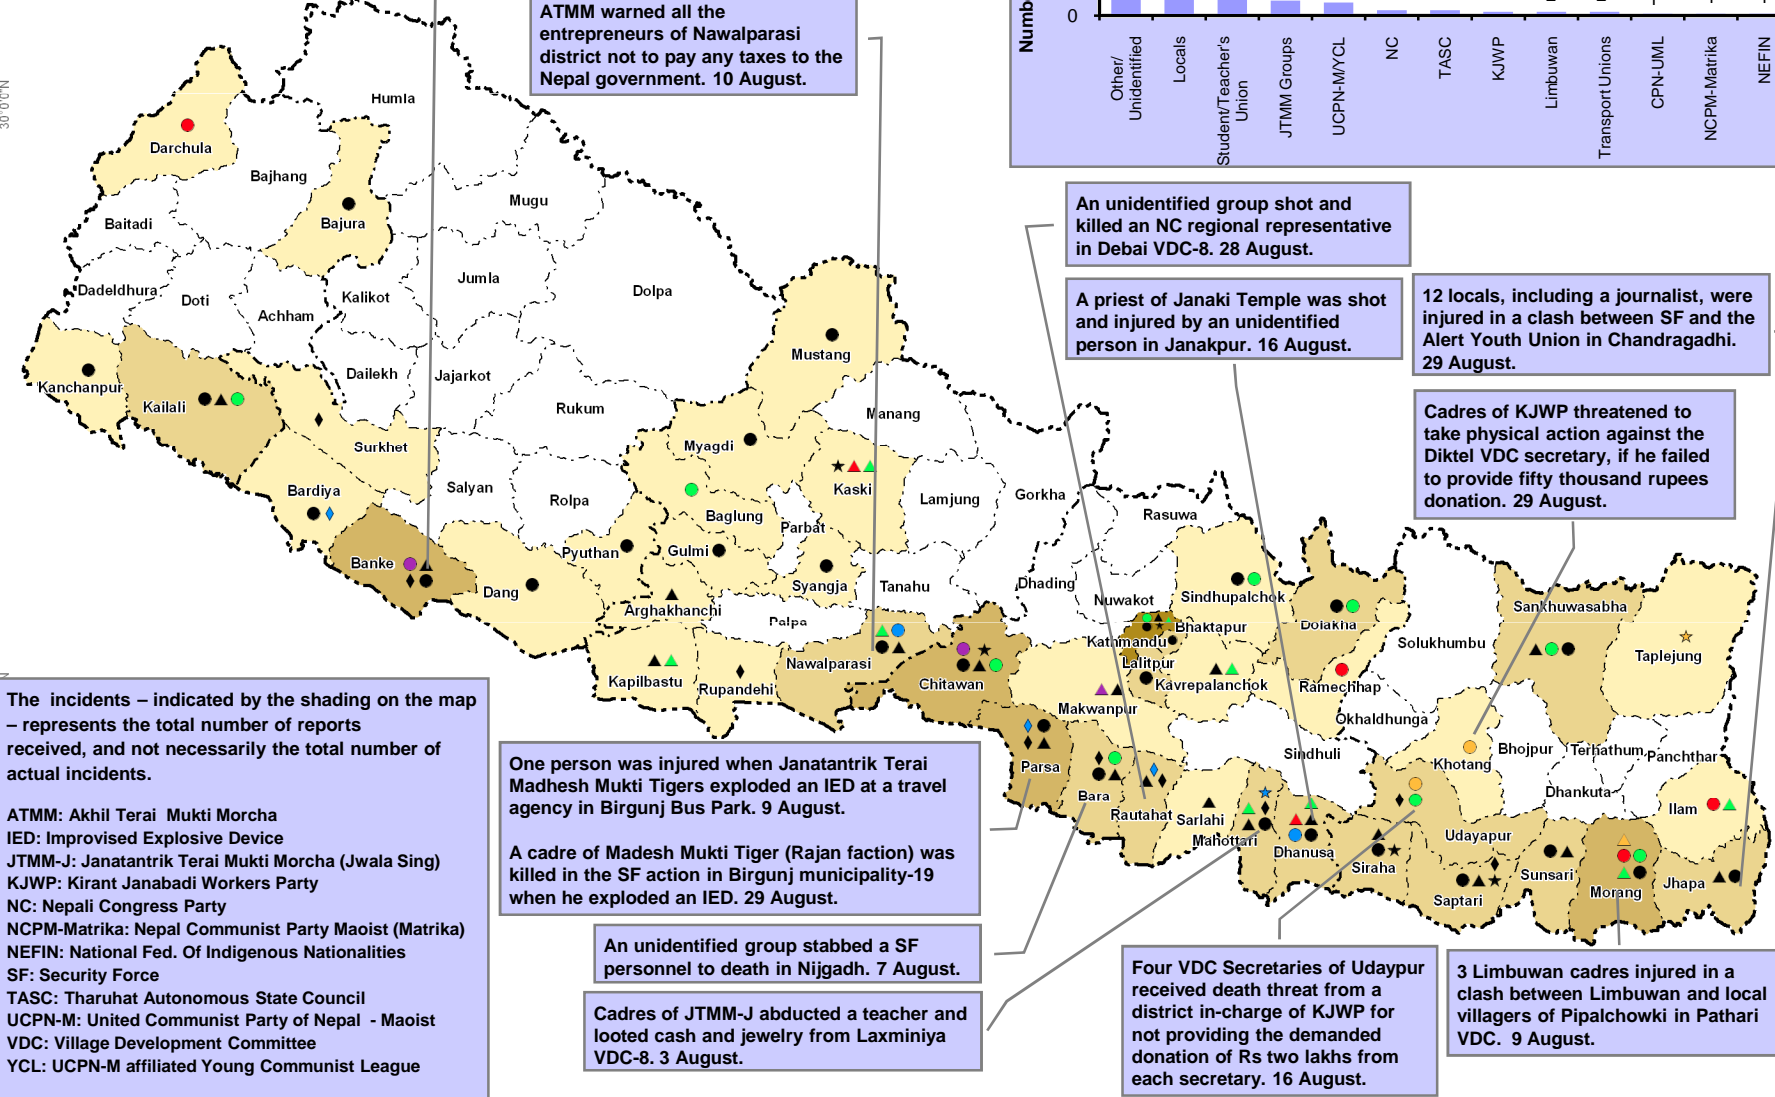 ATMM warned all the
entrepreneurs of Nawalparasi
district not to pay any taxes to the
Nepal government. 10 August.
Numb
0
Other/
Unidentified
Locals
Student/Teacher's
Union
JTMM Groups
UCPN-M/YCL
NC
TASC
KJWP
Limbuwan
Transport Unions
CPN-UML
NCPM-Matrika
NEFIN
30°0'0"N
N
An unidentified group shot and
killed an NC regional representative
in Debai VDC-8. 28 August.
A priest of Janaki Temple was shot
and injured by an unidentified
person in Janakpur. 16 August.
12 locals, including a journalist, were
injured in a clash between SF and the
Alert Youth Union in Chandragadhi.
29 August.
Cadres of KJWP threatened to
take physical action against the
Diktel VDC secretary, if he failed
to provide fifty thousand rupees
donation. 29 August.
Humla
Darchula
Bajhang
Mugu
Baitadi
Bajura
Dadeldhura
Doti
Achham
Kalikot
Jumla
Dolpa
Mustang
Kanchanpur
Kailali
Dailekh
Jajarkot
Rukum
Manang
Surkhet
Myagdi
Bardiya
Salyan
Rolpa
Baglung
Kaski
Parbat
Lamjung
Gorkha
Rasuwa
Banke
Dang
Pyuthan
Gulmi
Syangja
Tanahu
Dhading
Nuwakot
Sindhupalchok
Arghakhanchi
Palpa
Kathmandu
Bhaktapur
Dolakha
Sankhuwasabha
Solukhumbu
Taplejung
Kapilbastu
Rupandehi
Nawalparasi
Chitawan
Lalitpur
Kavrepalanchok
Ramechhap
Makwanpur
Okhaldhunga
Sindhuli
Khotang
Bhojpur
Terhathum
Panchthar
Parsa
Bara
Rautahat
Sarlahi
Mahottari
Dhanusa
Siraha
Udayapur
Dhankuta
Ilam
Saptari
Sunsari
Morang
Jhapa
The incidents – indicated by the shading on the map
– represents the total number of reports
received, and not necessarily the total number of
actual incidents.
ATMM: Akhil Terai Mukti Morcha
IED: Improvised Explosive Device
JTMM-J: Janatantrik Terai Mukti Morcha (Jwala Sing)
KJWP: Kirant Janabadi Workers Party
NC: Nepali Congress Party
NCPM-Matrika: Nepal Communist Party Maoist (Matrika)
NEFIN: National Fed. Of Indigenous Nationalities
SF: Security Force
TASC: Tharuhat Autonomous State Council
UCPN-M: United Communist Party of Nepal - Maoist
VDC: Village Development Committee
YCL: UCPN-M affiliated Young Communist League
One person was injured when Janatantrik Terai
Madhesh Mukti Tigers exploded an IED at a travel
agency in Birgunj Bus Park. 9 August.
A cadre of Madesh Mukti Tiger (Rajan faction) was
killed in the SF action in Birgunj municipality-19
when he exploded an IED. 29 August.
An unidentified group stabbed a SF
personnel to death in Nijgadh. 7 August.
Cadres of JTMM-J abducted a teacher and
looted cash and jewelry from Laxminiya
VDC-8. 3 August.
Four VDC Secretaries of Udaypur
received death threat from a
district in-charge of KJWP for
not providing the demanded
donation of Rs two lakhs from
each secretary. 16 August.
3 Limbuwan cadres injured in a
clash between Limbuwan and local
villagers of Pipalchowki in Pathari
VDC. 9 August.